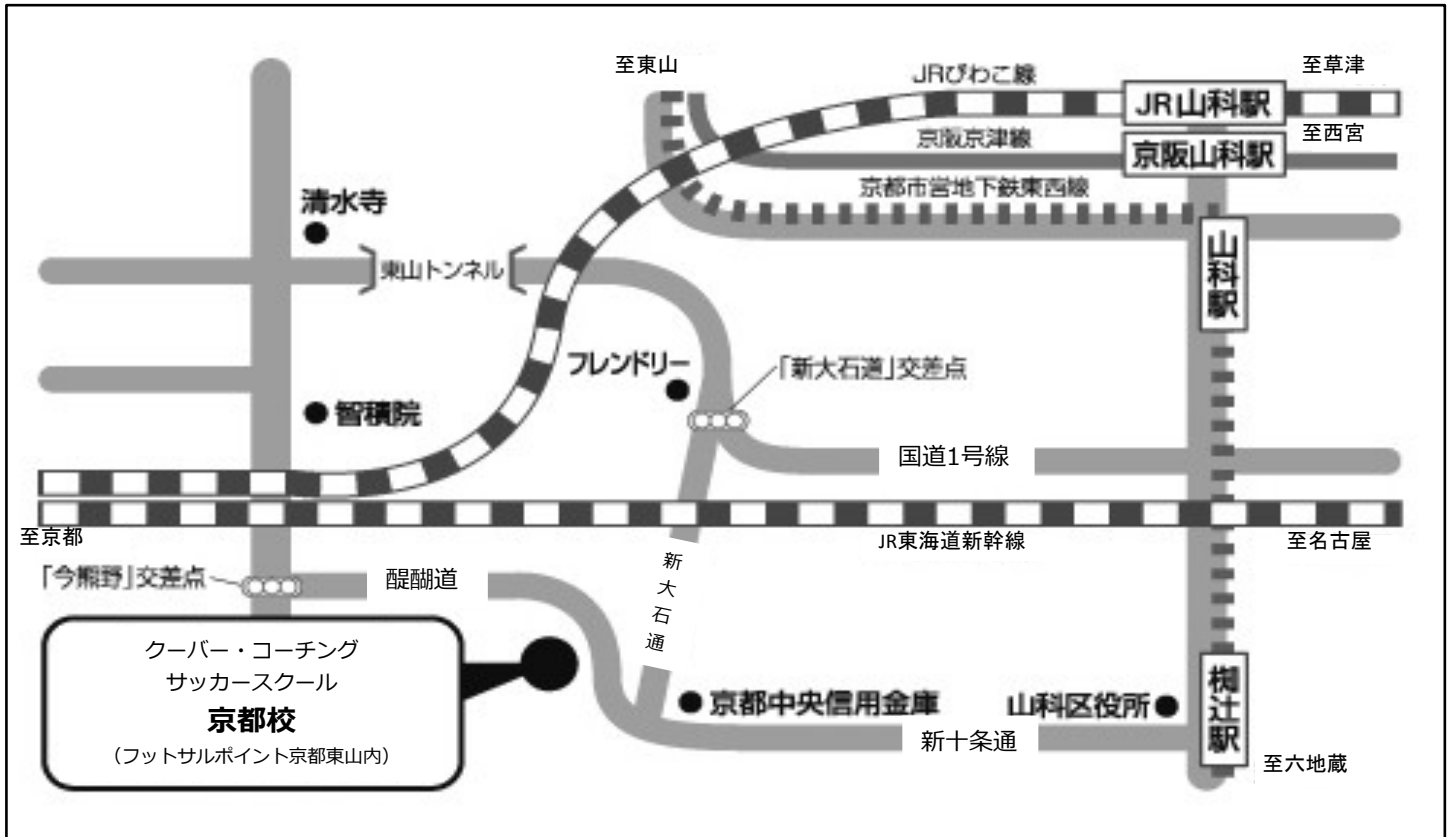 至東山
JRびわこ線
至草津
JR山科駅
至西宮
京阪京津線
京阪山科駅
京都市営地下鉄東西線
清水寺
山科駅
東山トンネル
フレンドリー
「新大石道」交差点
智積院
国道1号線
至京都
JR東海道新幹線
至名古屋
「今熊野」交差点
醍醐道
新大石通
クーバー・コーチング
サッカースクール
京都校
（フットサルポイント京都東山内）
京都中央信用金庫
山科区役所
椥辻駅
新十条通
至六地蔵